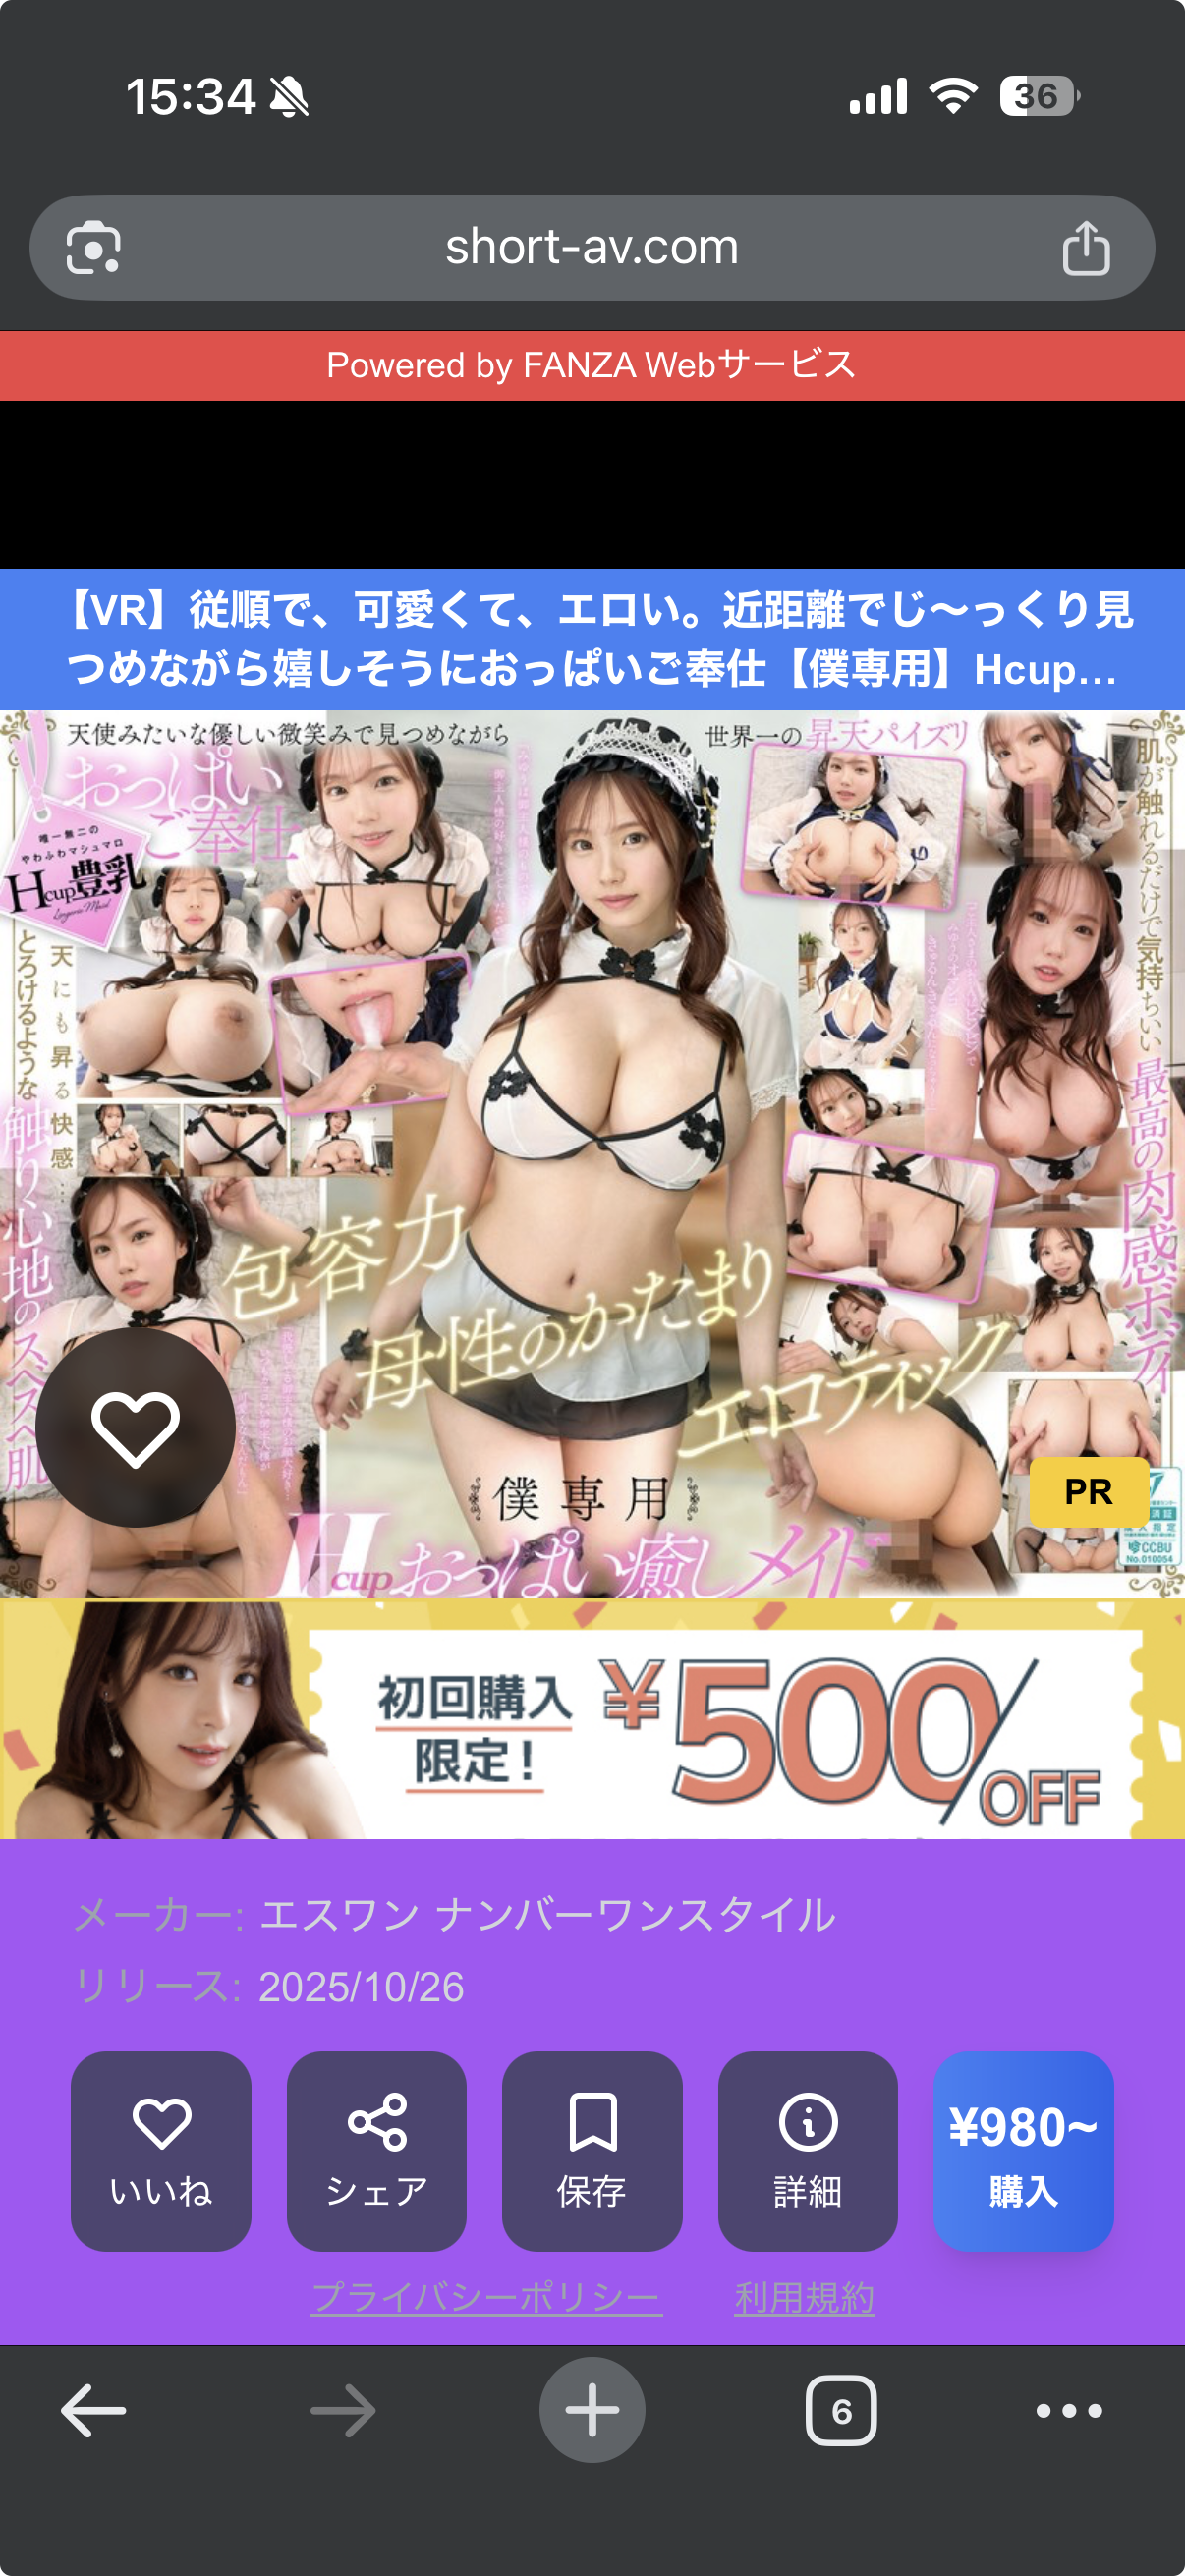 15:34
36
short-av.com
Powered by FANZA Webサービス
【VR】従順で、可愛くて、エロい。近距離でじ～っくり見
つめながら嬉しそうにおっぱいご奉仕【僕専用】Hcup...
天使みたいな優しい微笑みで見つめながら
おっぱい
ご奉仕
唯一無二の
やわふわマシュマロ
Hcup豊乳
Lingerie Maid
天にも昇る快感…
とろけるような
触り心地のスベスベ肌
世界一の昇天パイズリ
肌が触れるだけで気持ちいい
最高の肉感ボディ
包容力
母性のかたまり
エロティック
僕専用
Hcupおっぱい癒しメイド
PR
CCBU
No.010054
初回購入
限定!
¥500OFF
メーカー: エスワン ナンバーワンスタイル
リリース: 2025/10/26
いいね
シェア
保存
詳細
¥980~
購入
プライバシーポリシー
利用規約
6